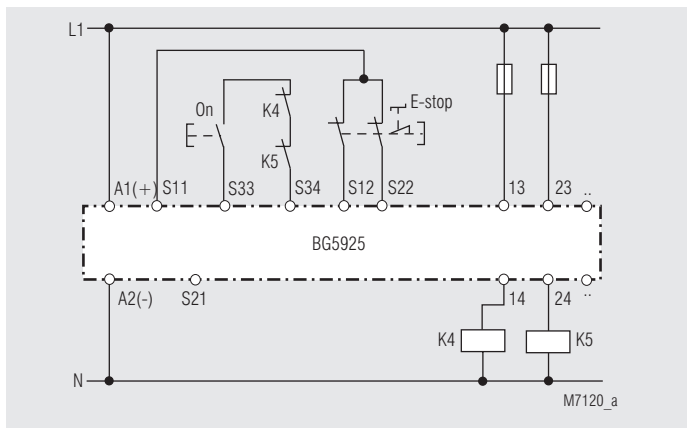 L1
On
K4
E-stop
K5
A1(+) S11 S33 S34 S12 S22 13 23 ..
BG5925
A2(-) S21 14 24 ..
K4 K5
N
M7120_a